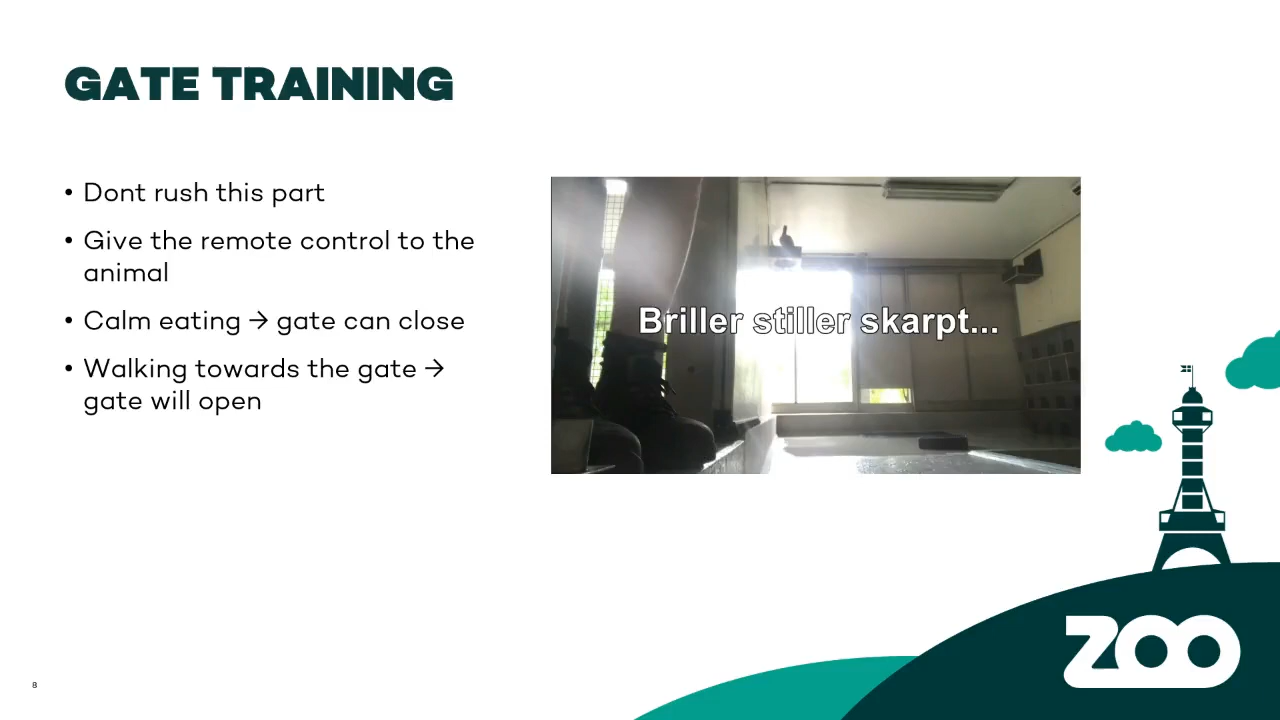 GATE TRAINING
• Dont rush this part
• Give the remote control to the
animal
• Calm eating → gate can close
• Walking towards the gate →
gate will open
Briller stiller skarpt...
ZOO
8